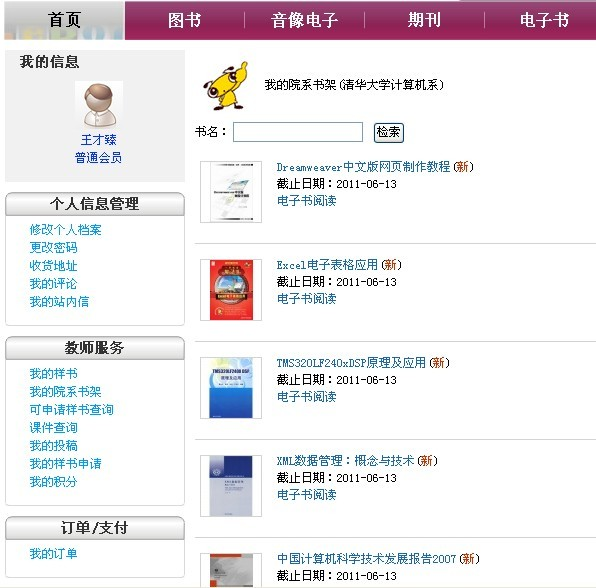 首页
图书
音像电子
期刊
电子书
我的信息
王才臻
普通会员
个人信息管理
修改个人档案
更改密码
收货地址
我的评论
我的站内信
教师服务
我的样书
我的院系书架
可申请样书查询
课件查询
我的投稿
我的样书申请
我的积分
订单/支付
我的订单
我的院系书架(清华大学计算机系)
书名：
检索
Dreamweaver中文版网页制作教程(新)
截止日期：2011-06-13
电子书阅读
Excel电子表格应用(新)
截止日期：2011-06-13
电子书阅读
TMS320LF240xDSP原理及应用(新)
截止日期：2011-06-13
电子书阅读
XML数据管理：概念与技术(新)
截止日期：2011-06-13
电子书阅读
中国计算机科学技术发展报告2007(新)
截止日期：2011-06-13